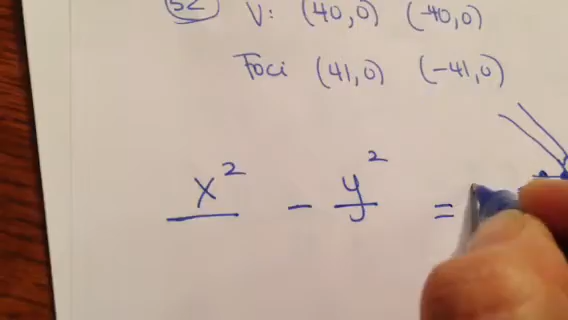 52 V: (40,0) (-40,0)
Foci (41,0) (-41,0)
x² - y² =